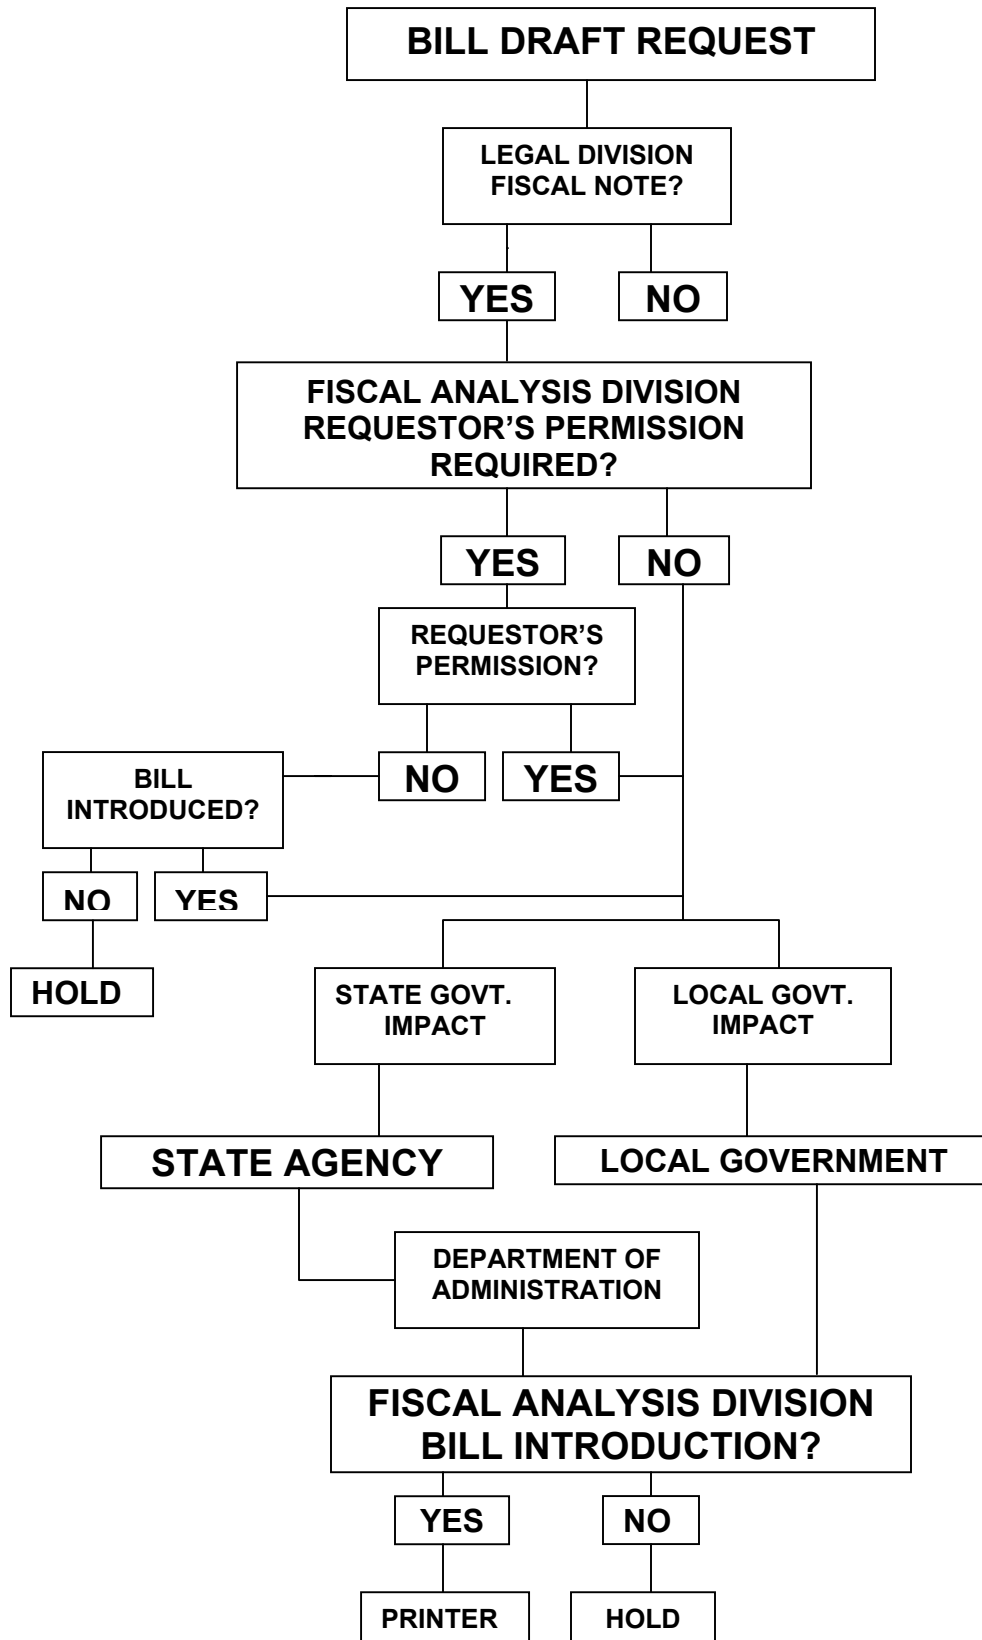 BILL DRAFT REQUEST
LEGAL DIVISION
FISCAL NOTE?
YES
NO
FISCAL ANALYSIS DIVISION
REQUESTOR’S PERMISSION
REQUIRED?
YES
NO
REQUESTOR’S
PERMISSION?
BILL
INTRODUCED?
NO
YES
NO
YES
HOLD
STATE GOVT.
IMPACT
LOCAL GOVT.
IMPACT
STATE AGENCY
LOCAL GOVERNMENT
DEPARTMENT OF
ADMINISTRATION
FISCAL ANALYSIS DIVISION
BILL INTRODUCTION?
YES
NO
PRINTER
HOLD